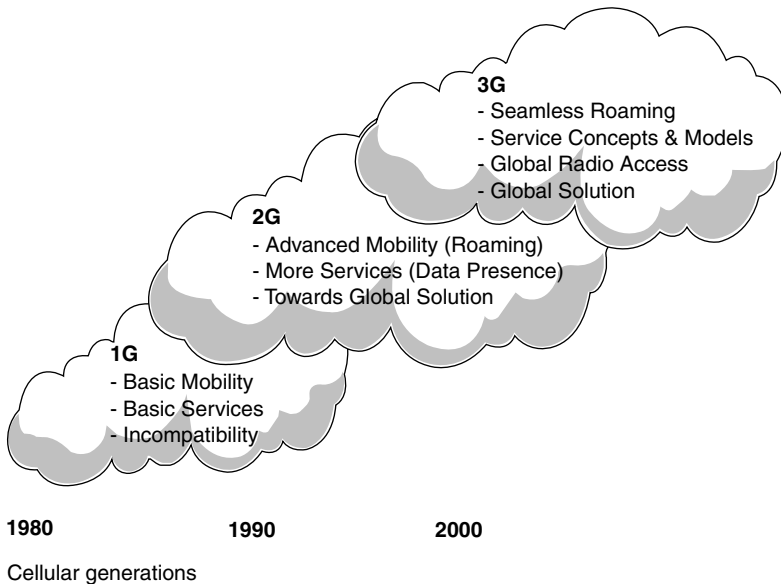 3G
- Seamless Roaming
- Service Concepts & Models
- Global Radio Access
- Global Solution
2G
- Advanced Mobility (Roaming)
- More Services (Data Presence)
- Towards Global Solution
1G
- Basic Mobility
- Basic Services
- Incompatibility
1980 1990 2000
Cellular generations